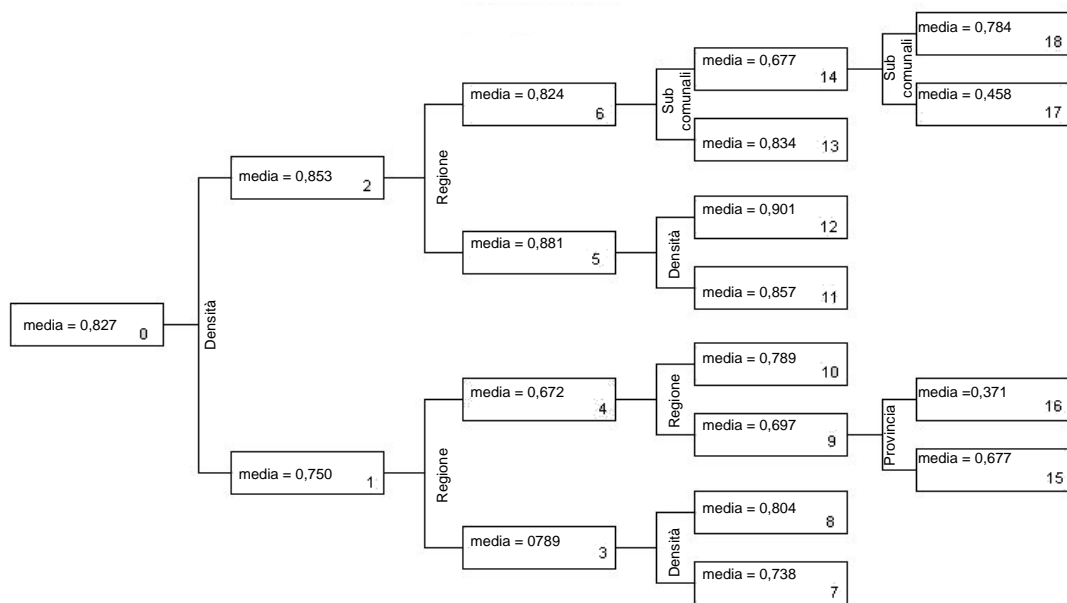 media = 0,784
18
Sub
comunali
media = 0,458
17
media = 0,677
14
Sub
comunali
media = 0,834
13
media = 0,824
6
Regione
media = 0,853
2
media = 0,901
12
Densità
media = 0,857
11
media = 0,881
5
Densità
media = 0,827
0
media = 0,789
10
Regione
media = 0,697
9
media =0,371
16
Provincia
media = 0,677
15
media = 0,672
4
Regione
media = 0,750
1
media = 0,804
8
Densità
media = 0,738
7
media = 0789
3